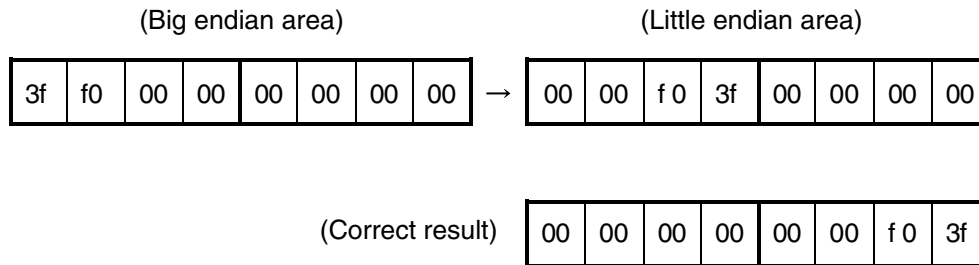 (Big endian area) (Little endian area)
3f f0 00 00 00 00 00 00 → 00 00 f 0 3f 00 00 00 00
(Correct result) 00 00 00 00 00 00 f 0 3f